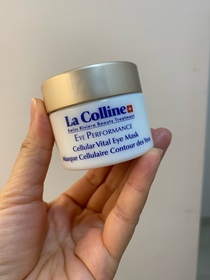 La Colline
Swiss Riviera Beauty Treatment
EYE PERFORMANCE
Cellular Vital Eye Mask
Masque Cellulaire Contour des Yeux